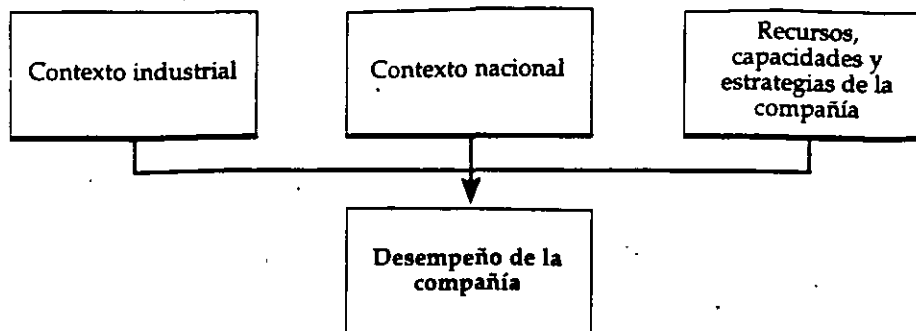 Contexto industrial
Contexto nacional
Recursos,
capacidades y
estrategias de la
compañía
Desempeño de la
compañía